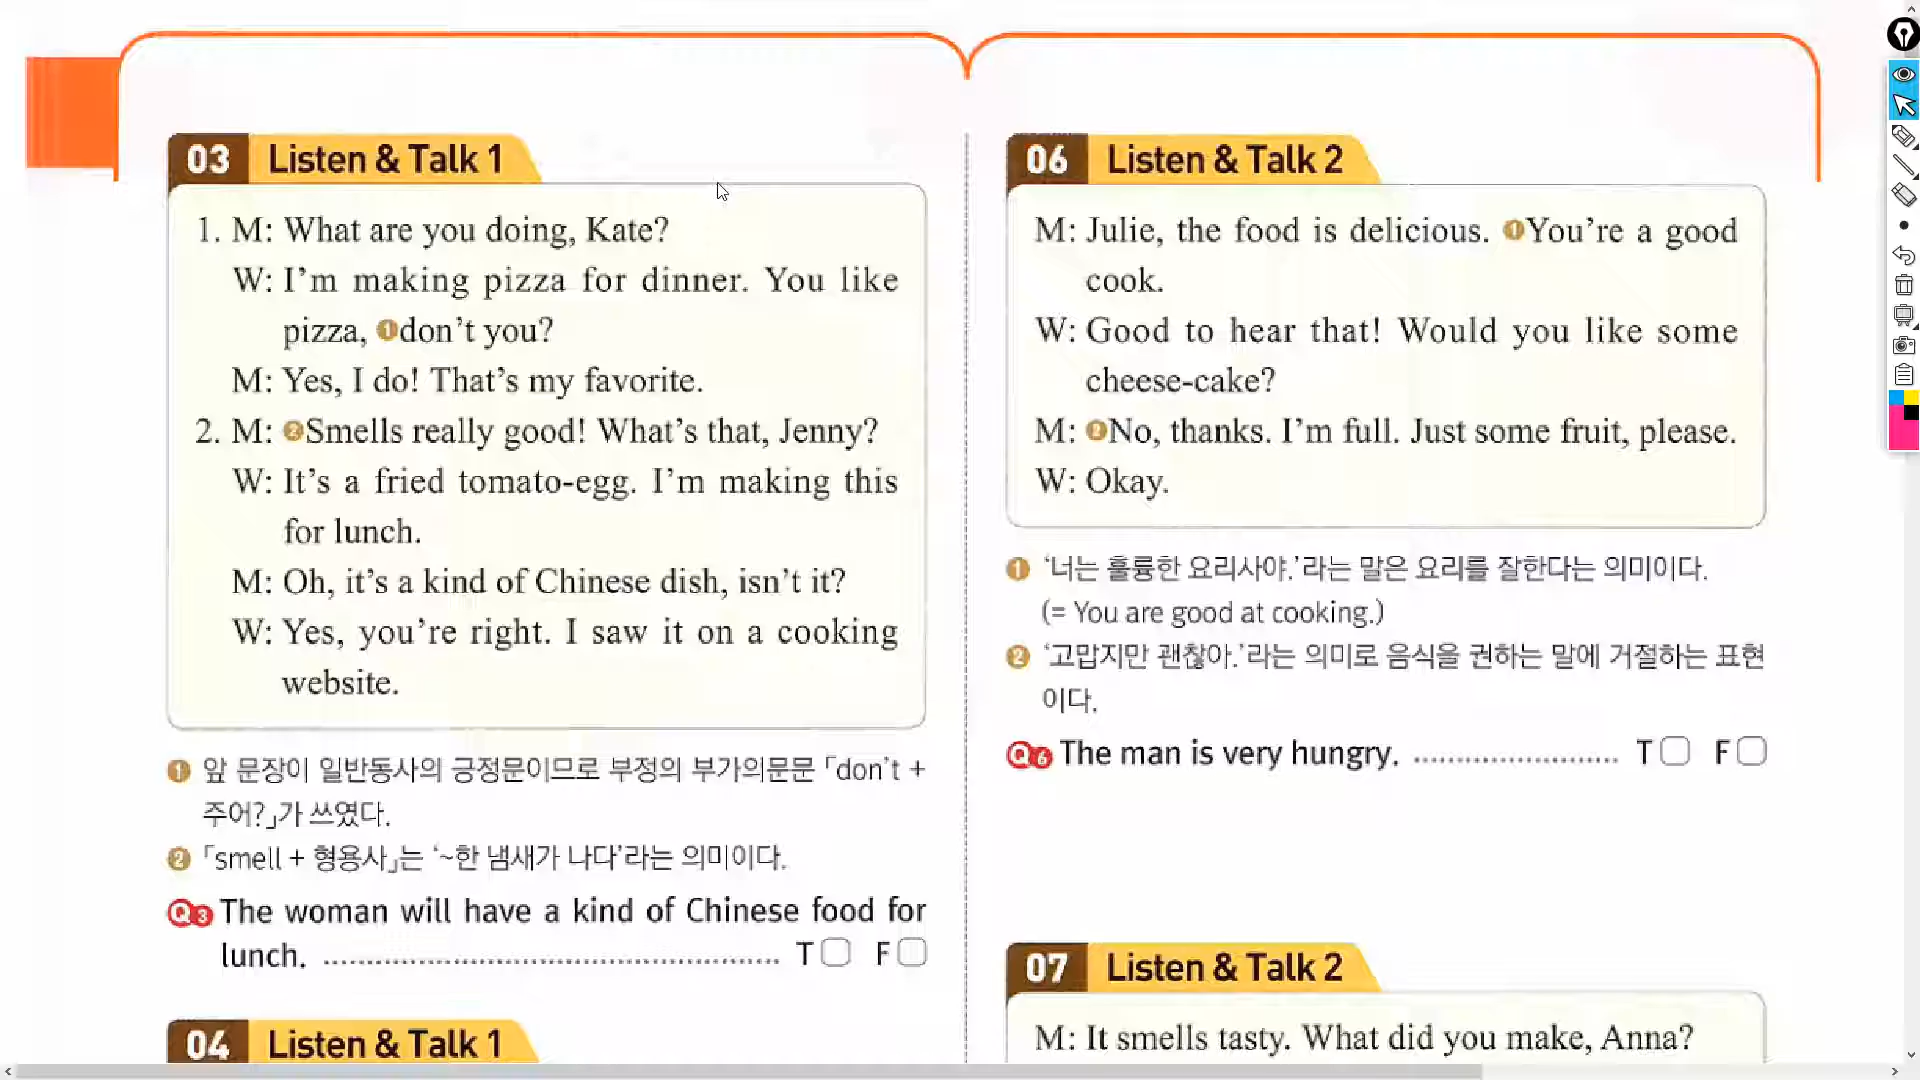 03 Listen & Talk 1
1. M: What are you doing, Kate?
W: I'm making pizza for dinner. You like
pizza, ❶don't you?
M: Yes, I do! That's my favorite.
2. M: ❷Smells really good! What's that, Jenny?
W: It's a fried tomato-egg. I'm making this
for lunch.
M: Oh, it's a kind of Chinese dish, isn't it?
W: Yes, you're right. I saw it on a cooking
website.
❶ 앞 문장이 일반동사의 긍정문이므로 부정의 부가의문문 「don't +
주어?」가 쓰였다.
❷ 「smell + 형용사」는 '~한 냄새가 나다'라는 의미이다.
Q3 The woman will have a kind of Chinese food for
lunch. .................................................... T F
04 Listen & Talk 1
06 Listen & Talk 2
M: Julie, the food is delicious. ❶You're a good
cook.
W: Good to hear that! Would you like some
cheese-cake?
M: ❷No, thanks. I'm full. Just some fruit, please.
W: Okay.
❶ '너는 훌륭한 요리사야.'라는 말은 요리를 잘한다는 의미이다.
(= You are good at cooking.)
❷ '고맙지만 괜찮아.'라는 의미로 음식을 권하는 말에 거절하는 표현
이다.
Q6 The man is very hungry. ....................... T F
07 Listen & Talk 2
M: It smells tasty. What did you make, Anna?